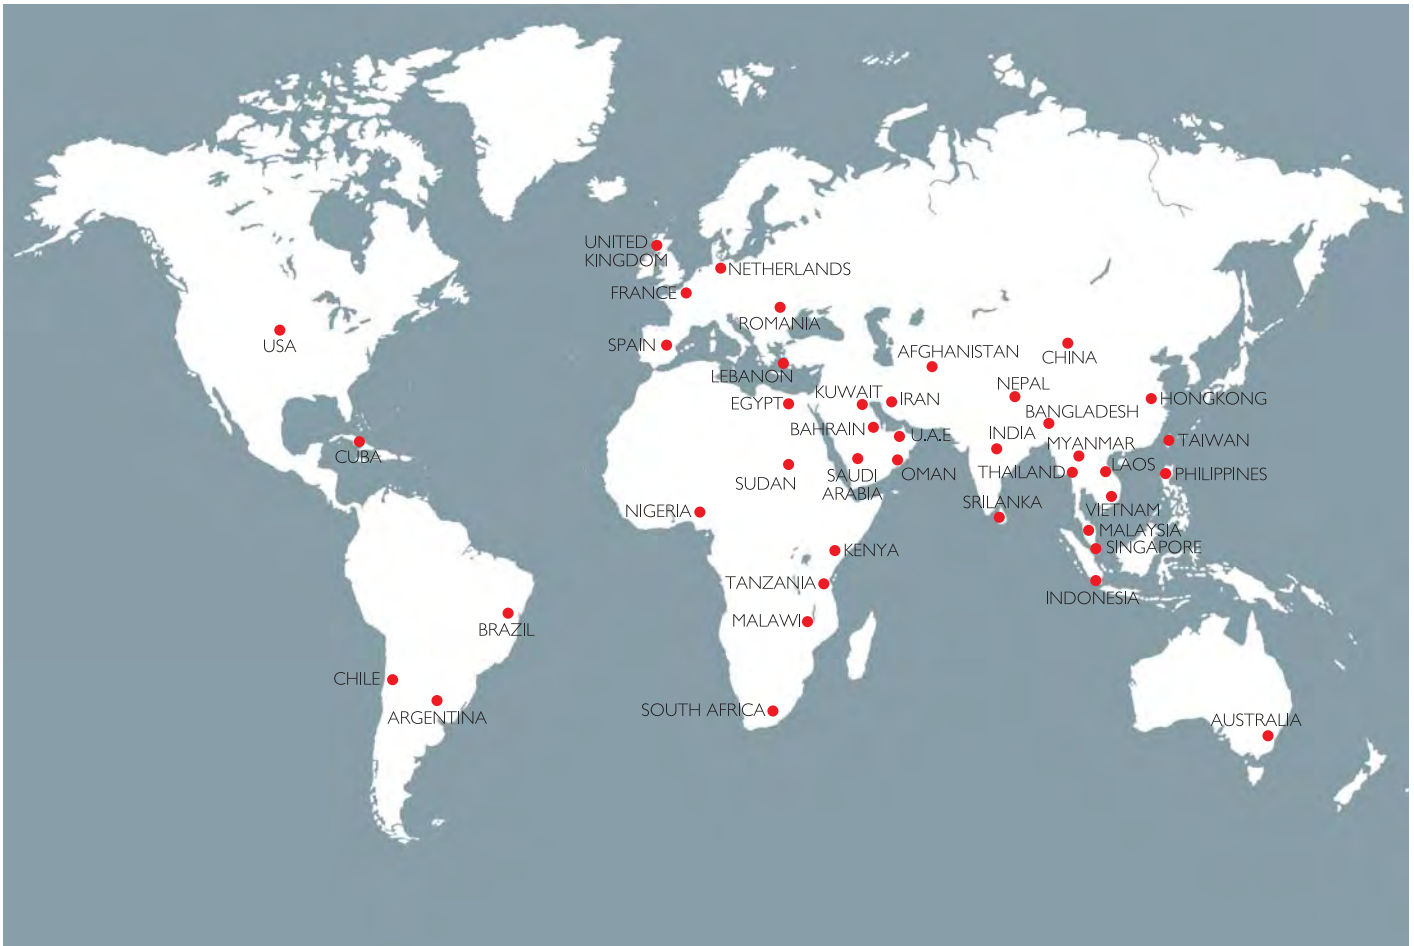 UNITED
KINGDOM
NETHERLANDS
FRANCE
ROMANIA
USA
SPAIN
AFGHANISTAN
CHINA
LEBANON
NEPAL
KUWAIT
IRAN
HONGKONG
EGYPT
BANGLADESH
BAHRAIN
U.A.E
INDIA
MYANMAR
TAIWAN
CUBA
LAOS
THAILAND
PHILIPPINES
SAUDI
ARABIA
OMAN
SUDAN
SRILANKA
VIETNAM
NIGERIA
MALAYSIA
SINGAPORE
KENYA
TANZANIA
INDONESIA
MALAWI
BRAZIL
CHILE
SOUTH AFRICA
ARGENTINA
AUSTRALIA